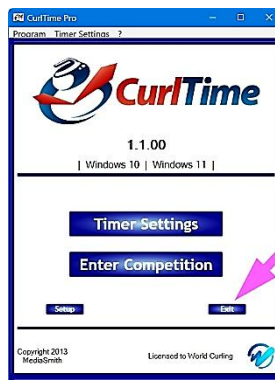 CurlTime Pro
Program Timer Settings ?
CurlTime
1.1.00
| Windows 10 | Windows 11 |
Timer Settings
Enter Competition
Setup
Exit
Copyright 2013
MediaSmith
Licensed to World Curling